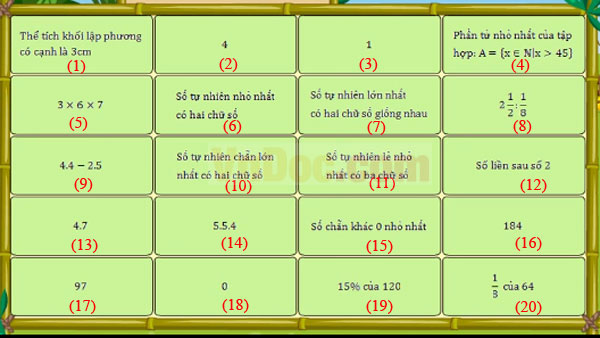 Thể tích khối lập phương
có cạnh là 3cm
(1)
4
(2)
1
(3)
Phần tử nhỏ nhất của tập
hợp: A = {x ∈ N|x > 45}
(4)
3 × 6 × 7
(5)
Số tự nhiên nhỏ nhất
có hai chữ số
(6)
Số tự nhiên lớn nhất
có hai chữ số giống nhau
(7)
2 1/2 : 1/8
(8)
4.4 − 2.5
(9)
Số tự nhiên chẵn lớn
nhất có hai chữ số
(10)
Số tự nhiên lẻ nhỏ
nhất có ba chữ số
(11)
Số liền sau số 2
(12)
4.7
(13)
5.5.4
(14)
Số chẵn khác 0 nhỏ nhất
(15)
184
(16)
97
(17)
0
(18)
15% của 120
(19)
1/8 của 64
(20)
VnDoc.com